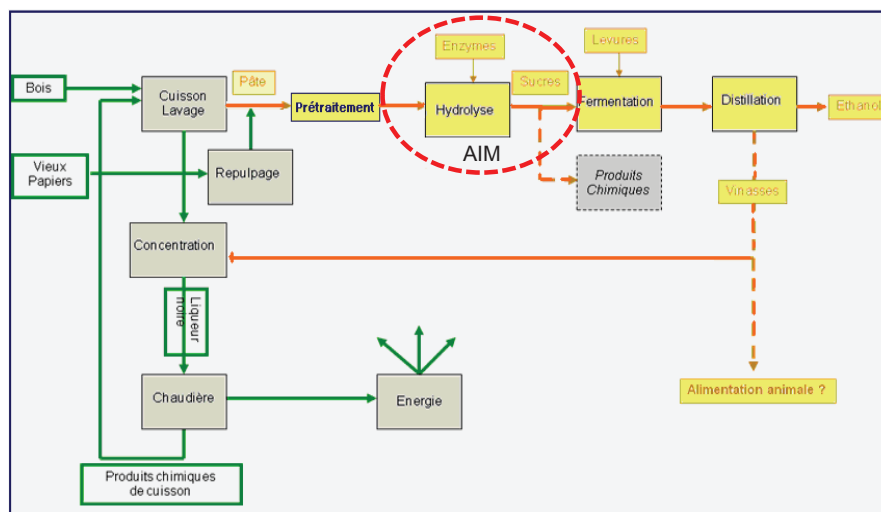 Bois
Cuisson
Lavage
Pâte
Prétraitement
Enzymes
Hydrolyse
Sucres
AIM
Levures
Fermentation
Distillation
Ethanol
Vieux
Papiers
Repulpage
Produits
Chimiques
Vinasses
Concentration
Liqueur
noire
Chaudière
Energie
Alimentation animale ?
Produits chimiques
de cuisson